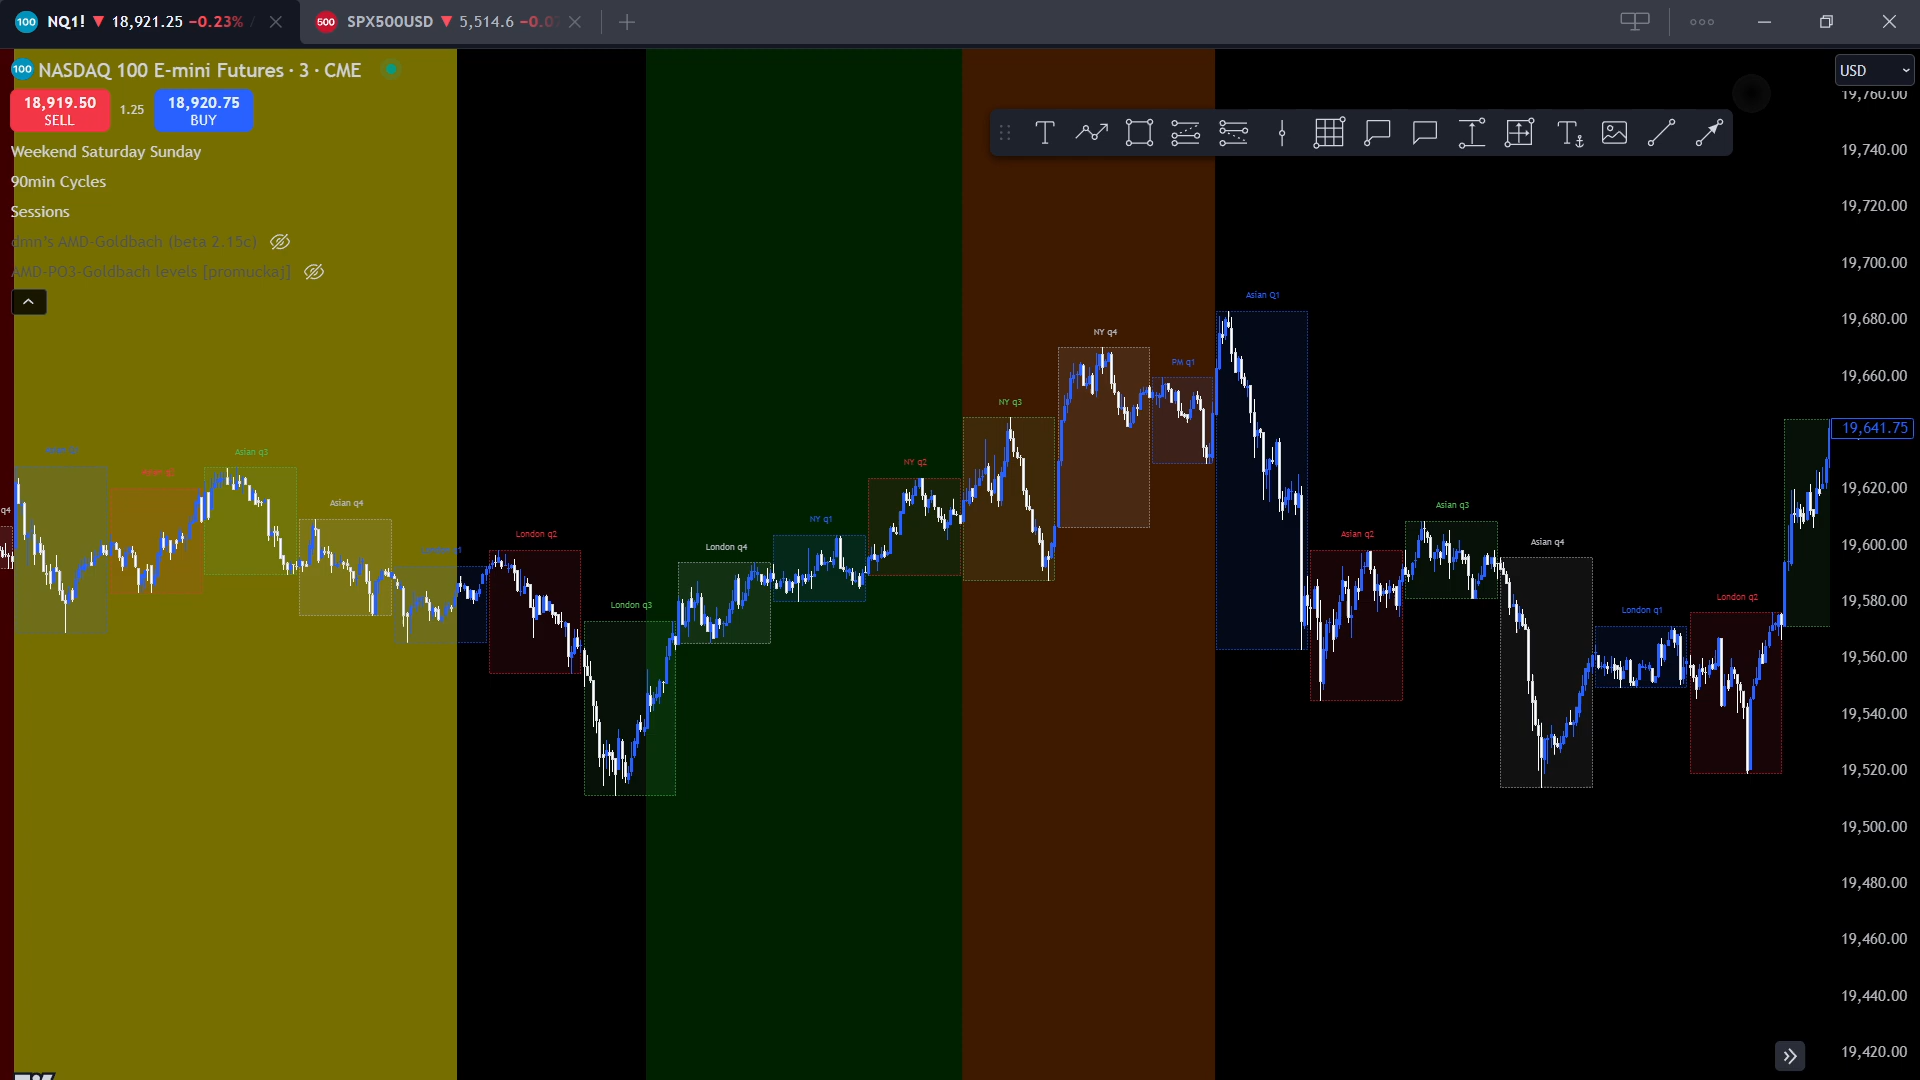 NQ1! ▼ 18,921.25 −0.23% /
SPX500USD ▼ 5,514.6 −0.0
NASDAQ 100 E-mini Futures · 3 · CME
18,919.50
SELL
1.25
18,920.75
BUY
Weekend Saturday Sunday
90min Cycles
Sessions
dmn's AMD-Goldbach (beta 2.15c)
AMD-PO3-Goldbach levels [promuckaj]
USD
19,760.00
19,740.00
19,720.00
19,700.00
19,680.00
19,660.00
19,641.75
19,620.00
19,600.00
19,580.00
19,560.00
19,540.00
19,520.00
19,500.00
19,480.00
19,460.00
19,440.00
19,420.00
q4
Asian q3
Asian q4
London q2
London q3
London q4
NY q1
NY q2
NY q3
NY q4
PM q1
Asian Q1
Asian q2
Asian q3
Asian q4
London q1
London q2